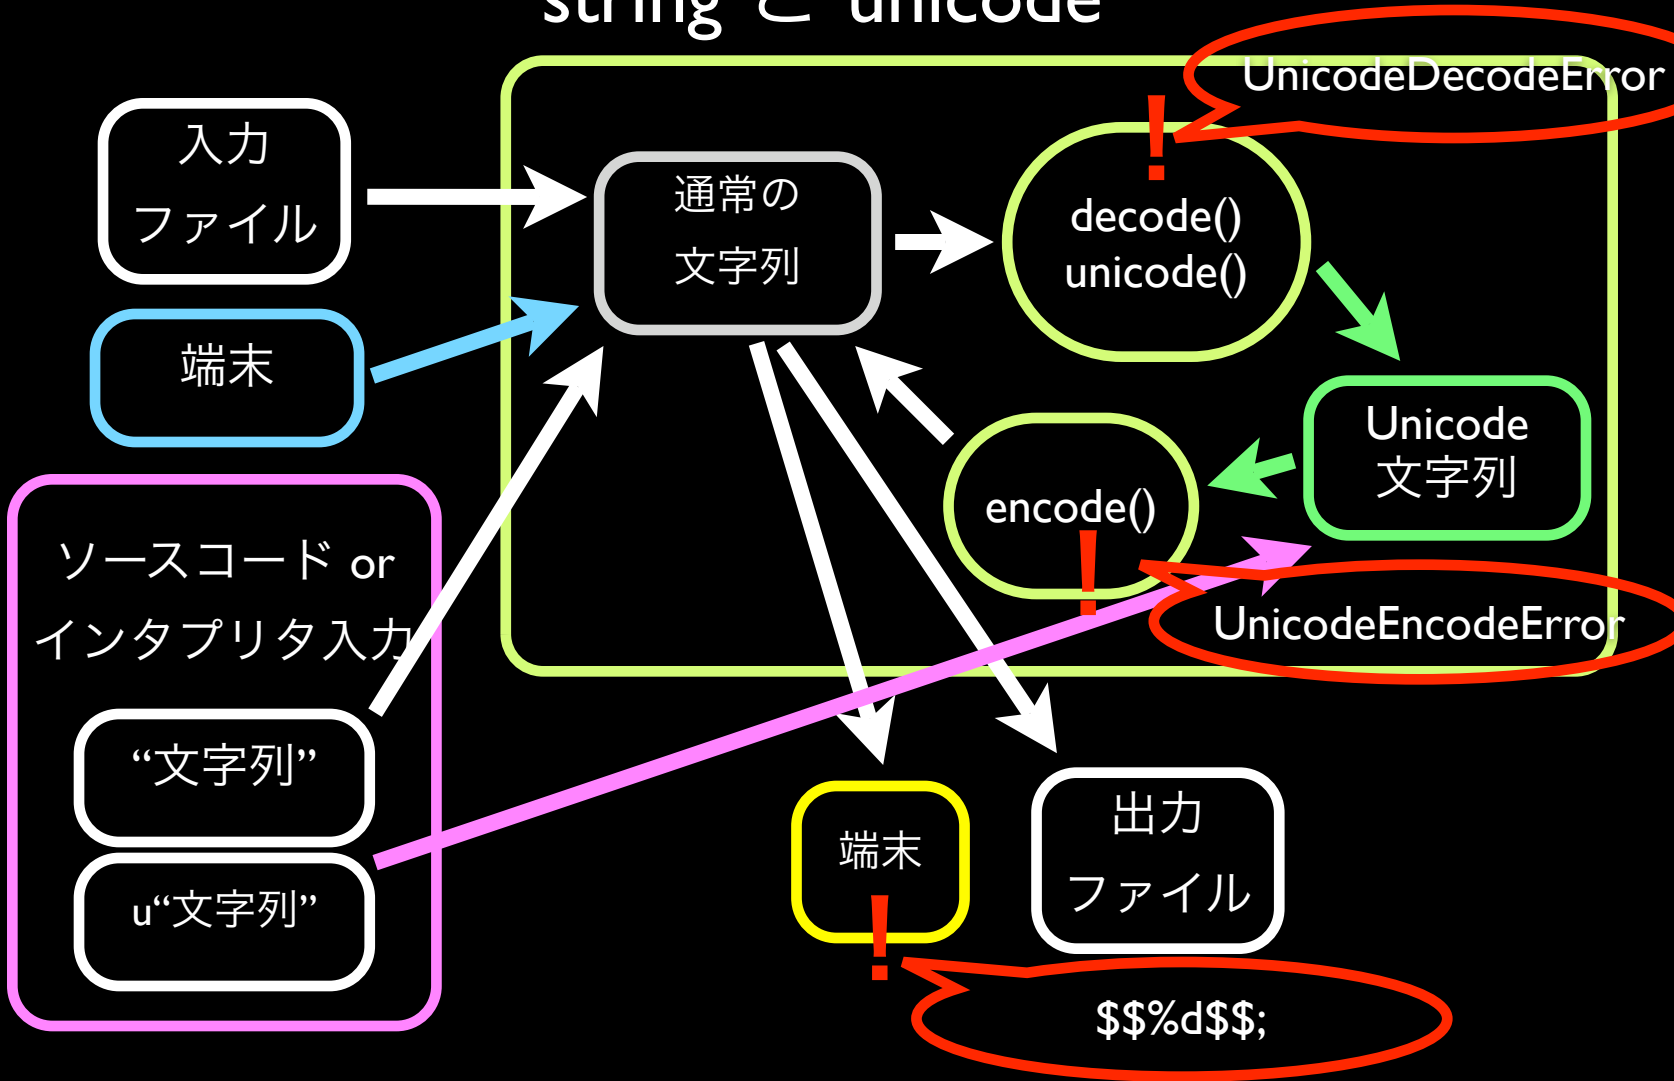 string と unicode
UnicodeDecodeError
入力
ファイル
通常の
文字列
!
decode()
unicode()
端末
Unicode
文字列
encode()
!
UnicodeEncodeError
ソースコード or
インタプリタ入力
“文字列”
u“文字列”
端末
!
出力
ファイル
$$%d$$;